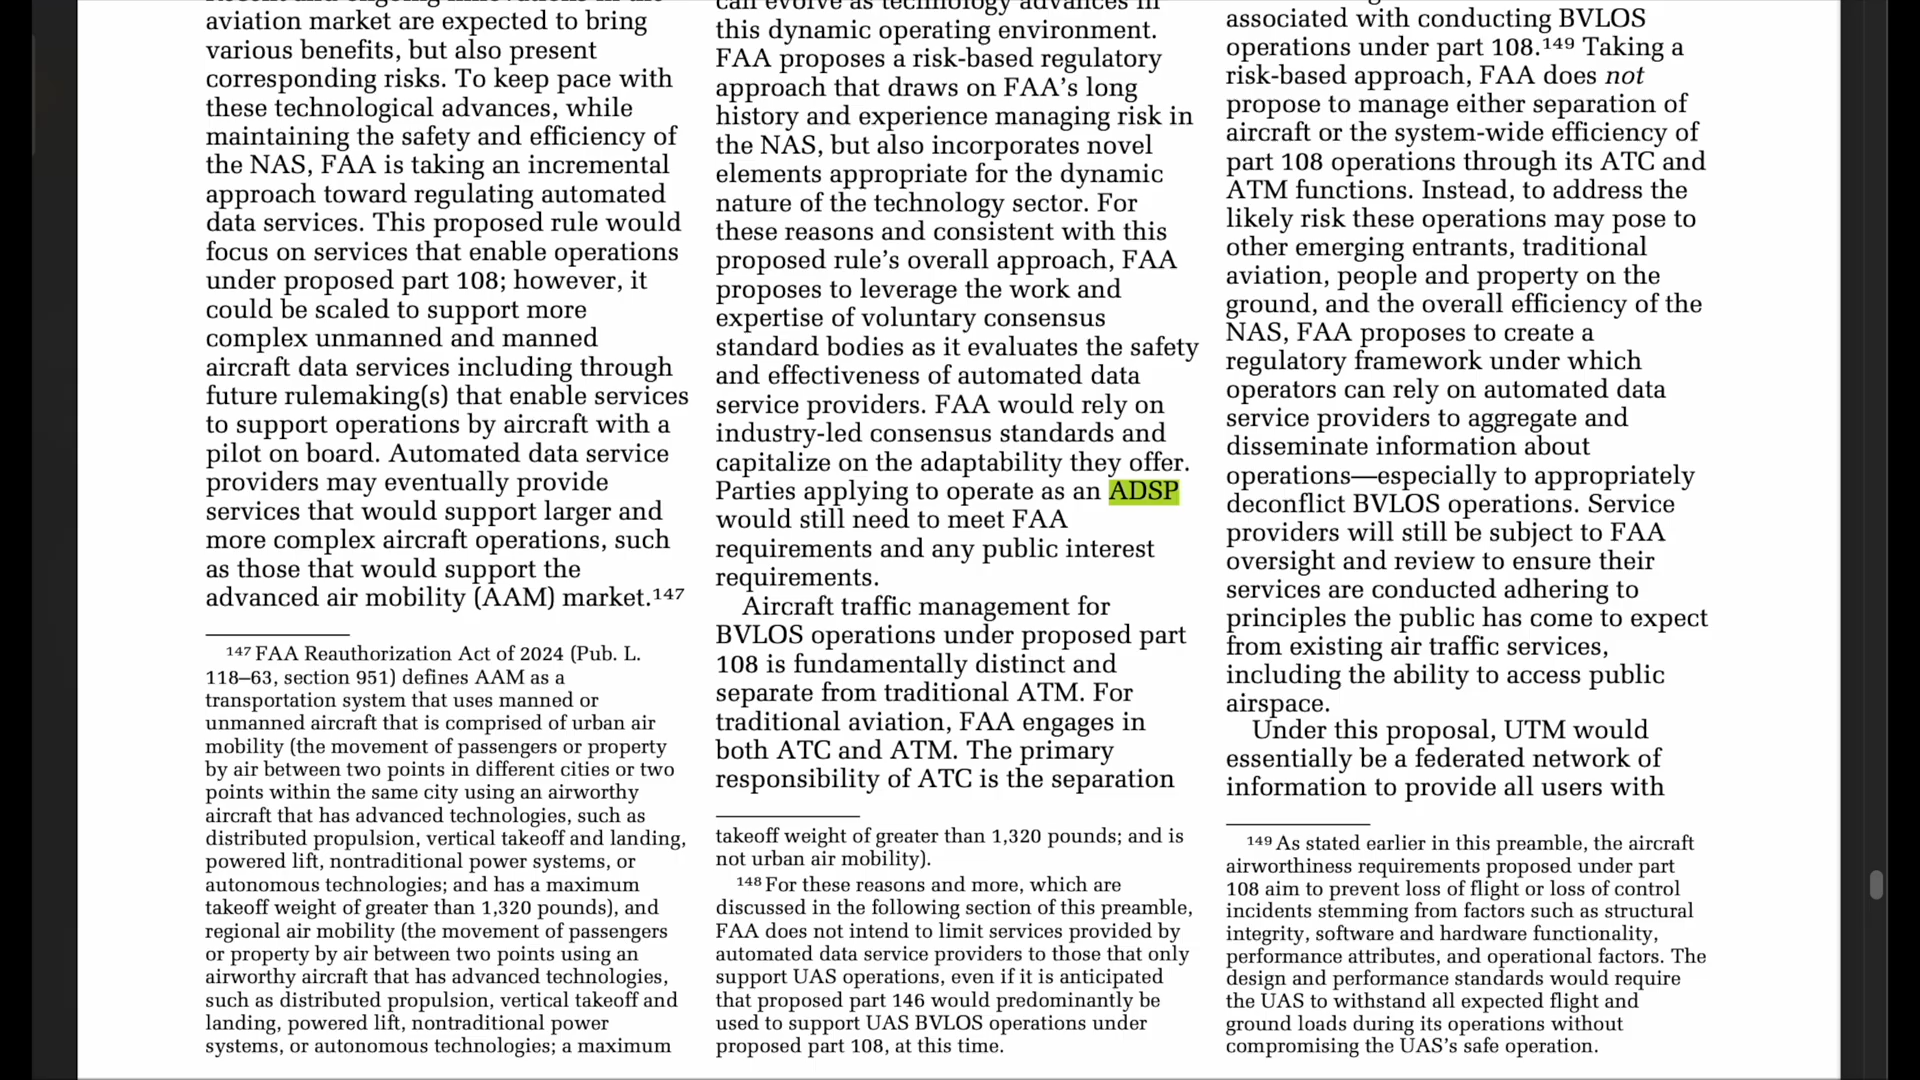 aviation market are expected to bring
various benefits, but also present
corresponding risks. To keep pace with
these technological advances, while
maintaining the safety and efficiency of
the NAS, FAA is taking an incremental
approach toward regulating automated
data services. This proposed rule would
focus on services that enable operations
under proposed part 108; however, it
could be scaled to support more
complex unmanned and manned
aircraft data services including through
future rulemaking(s) that enable services
to support operations by aircraft with a
pilot on board. Automated data service
providers may eventually provide
services that would support larger and
more complex aircraft operations, such
as those that would support the
advanced air mobility (AAM) market.¹⁴⁷
¹⁴⁷ FAA Reauthorization Act of 2024 (Pub. L.
118–63, section 951) defines AAM as a
transportation system that uses manned or
unmanned aircraft that is comprised of urban air
mobility (the movement of passengers or property
by air between two points in different cities or two
points within the same city using an airworthy
aircraft that has advanced technologies, such as
distributed propulsion, vertical takeoff and landing,
powered lift, nontraditional power systems, or
autonomous technologies; and has a maximum
takeoff weight of greater than 1,320 pounds), and
regional air mobility (the movement of passengers
or property by air between two points using an
airworthy aircraft that has advanced technologies,
such as distributed propulsion, vertical takeoff and
landing, powered lift, nontraditional power
systems, or autonomous technologies; a maximum
can evolve as technology advances in
this dynamic operating environment.
FAA proposes a risk-based regulatory
approach that draws on FAA’s long
history and experience managing risk in
the NAS, but also incorporates novel
elements appropriate for the dynamic
nature of the technology sector. For
these reasons and consistent with this
proposed rule’s overall approach, FAA
proposes to leverage the work and
expertise of voluntary consensus
standard bodies as it evaluates the safety
and effectiveness of automated data
service providers. FAA would rely on
industry-led consensus standards and
capitalize on the adaptability they offer.
Parties applying to operate as an ADSP
would still need to meet FAA
requirements and any public interest
requirements.
Aircraft traffic management for
BVLOS operations under proposed part
108 is fundamentally distinct and
separate from traditional ATM. For
traditional aviation, FAA engages in
both ATC and ATM. The primary
responsibility of ATC is the separation
takeoff weight of greater than 1,320 pounds; and is
not urban air mobility).
¹⁴⁸ For these reasons and more, which are
discussed in the following section of this preamble,
FAA does not intend to limit services provided by
automated data service providers to those that only
support UAS operations, even if it is anticipated
that proposed part 146 would predominantly be
used to support UAS BVLOS operations under
proposed part 108, at this time.
associated with conducting BVLOS
operations under part 108.¹⁴⁹ Taking a
risk-based approach, FAA does not
propose to manage either separation of
aircraft or the system-wide efficiency of
part 108 operations through its ATC and
ATM functions. Instead, to address the
likely risk these operations may pose to
other emerging entrants, traditional
aviation, people and property on the
ground, and the overall efficiency of the
NAS, FAA proposes to create a
regulatory framework under which
operators can rely on automated data
service providers to aggregate and
disseminate information about
operations—especially to appropriately
deconflict BVLOS operations. Service
providers will still be subject to FAA
oversight and review to ensure their
services are conducted adhering to
principles the public has come to expect
from existing air traffic services,
including the ability to access public
airspace.
Under this proposal, UTM would
essentially be a federated network of
information to provide all users with
¹⁴⁹ As stated earlier in this preamble, the aircraft
airworthiness requirements proposed under part
108 aim to prevent loss of flight or loss of control
incidents stemming from factors such as structural
integrity, software and hardware functionality,
performance attributes, and operational factors. The
design and performance standards would require
the UAS to withstand all expected flight and
ground loads during its operations without
compromising the UAS’s safe operation.